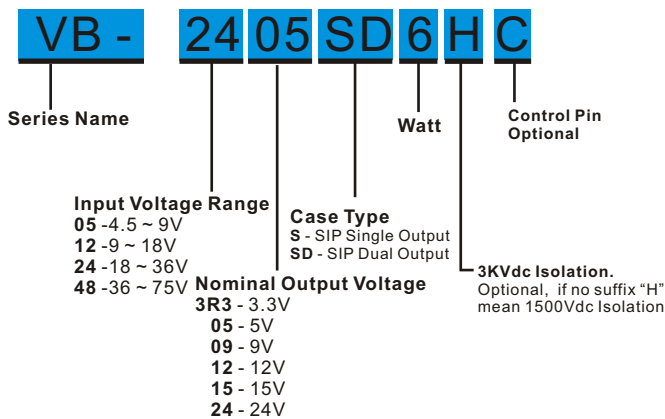 VB - 24 05 SD 6 H C
Series Name
Watt
Control Pin
Optional
Input Voltage Range
05 -4.5 ~ 9V
12 -9 ~ 18V
24 -18 ~ 36V
48 -36 ~ 75V
Case Type
S - SIP Single Output
SD - SIP Dual Output
Nominal Output Voltage
3R3 - 3.3V
05 - 5V
09 - 9V
12 - 12V
15 - 15V
24 - 24V
3KVdc Isolation.
Optional, if no suffix “H”
mean 1500Vdc Isolation